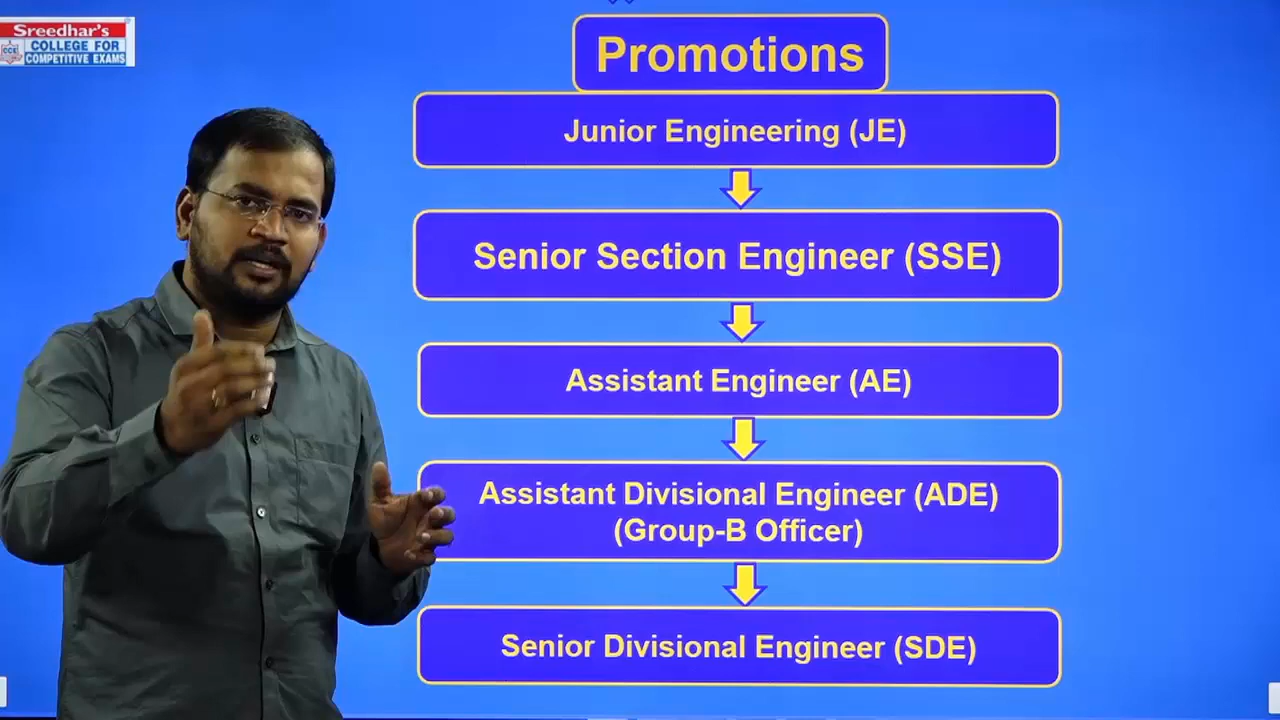 Sreedhar's
COLLEGE FOR
CCE
COMPETITIVE EXAMS
Promotions
Junior Engineering (JE)
Senior Section Engineer (SSE)
Assistant Engineer (AE)
Assistant Divisional Engineer (ADE)
(Group-B Officer)
Senior Divisional Engineer (SDE)